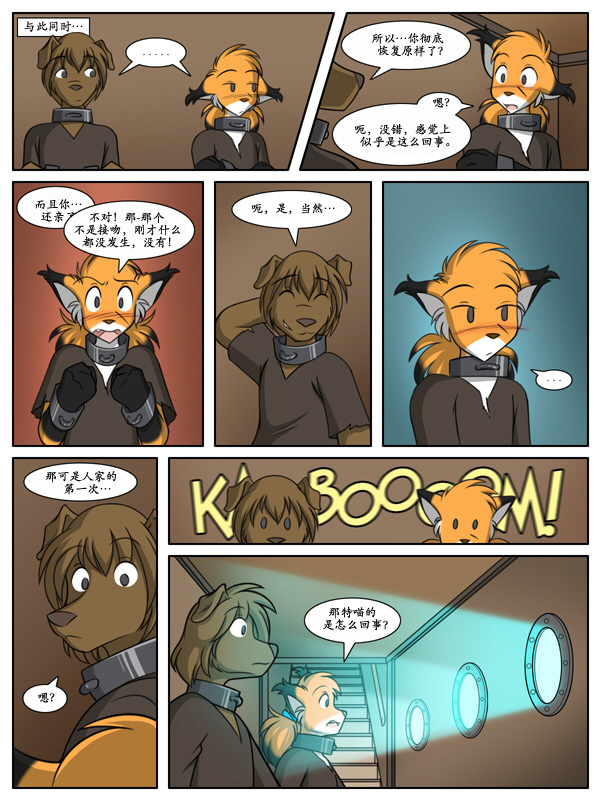 与此同时…
·····
所以…你彻底
恢复原样了？
嗯？
呃，没错，感觉上
似乎是这么回事。
而且你…
还亲
不对！那-那个
不是接吻，刚才什么
都没发生，没有！
呃，是，当然…
...
那可是人家的
第一次…
嗯？
KABOOOOOM!
那特喵的
是怎么回事？